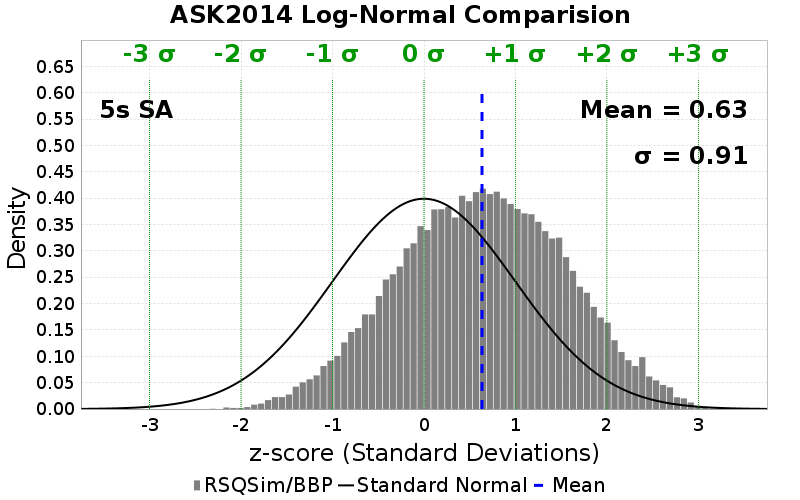 ASK2014 Log-Normal Comparision
-3 σ -2 σ -1 σ 0 σ +1 σ +2 σ +3 σ
5s SA
Mean = 0.63
σ = 0.91
Density
0.65
0.60
0.55
0.50
0.45
0.40
0.35
0.30
0.25
0.20
0.15
0.10
0.05
0.00
-3 -2 -1 0 1 2 3
z-score (Standard Deviations)
RSQSim/BBP Standard Normal Mean